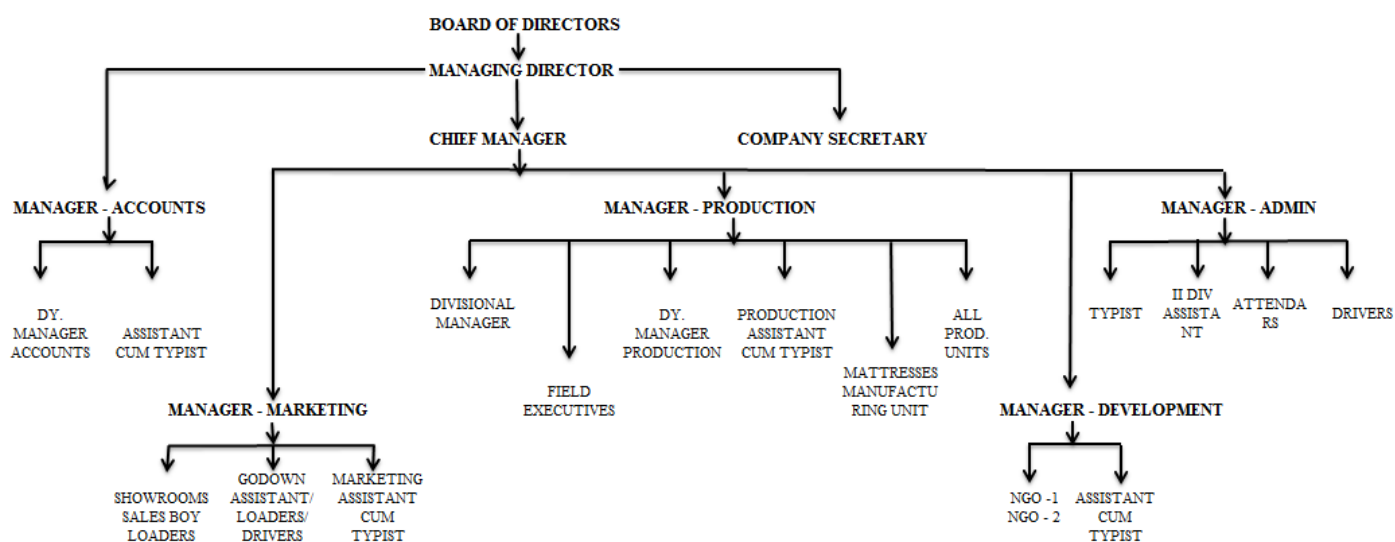 BOARD OF DIRECTORS
MANAGING DIRECTOR
CHIEF MANAGER
COMPANY SECRETARY
MANAGER - ACCOUNTS
MANAGER - PRODUCTION
MANAGER - ADMIN
DY.
MANAGER
ACCOUNTS
ASSISTANT
CUM TYPIST
DIVISIONAL
MANAGER
FIELD
EXECUTIVES
DY.
MANAGER
PRODUCTION
PRODUCTION
ASSISTANT
CUM TYPIST
MATTRESSES
MANUFACTU
RING UNIT
ALL
PROD.
UNITS
TYPIST
II DIV
ASSISTA
NT
ATTENDA
RS
DRIVERS
MANAGER - MARKETING
MANAGER - DEVELOPMENT
SHOWROOMS
SALES BOY
LOADERS
GODOWN
ASSISTANT/
LOADERS/
DRIVERS
MARKETING
ASSISTANT
CUM
TYPIST
NGO -1
NGO - 2
ASSISTANT
CUM
TYPIST